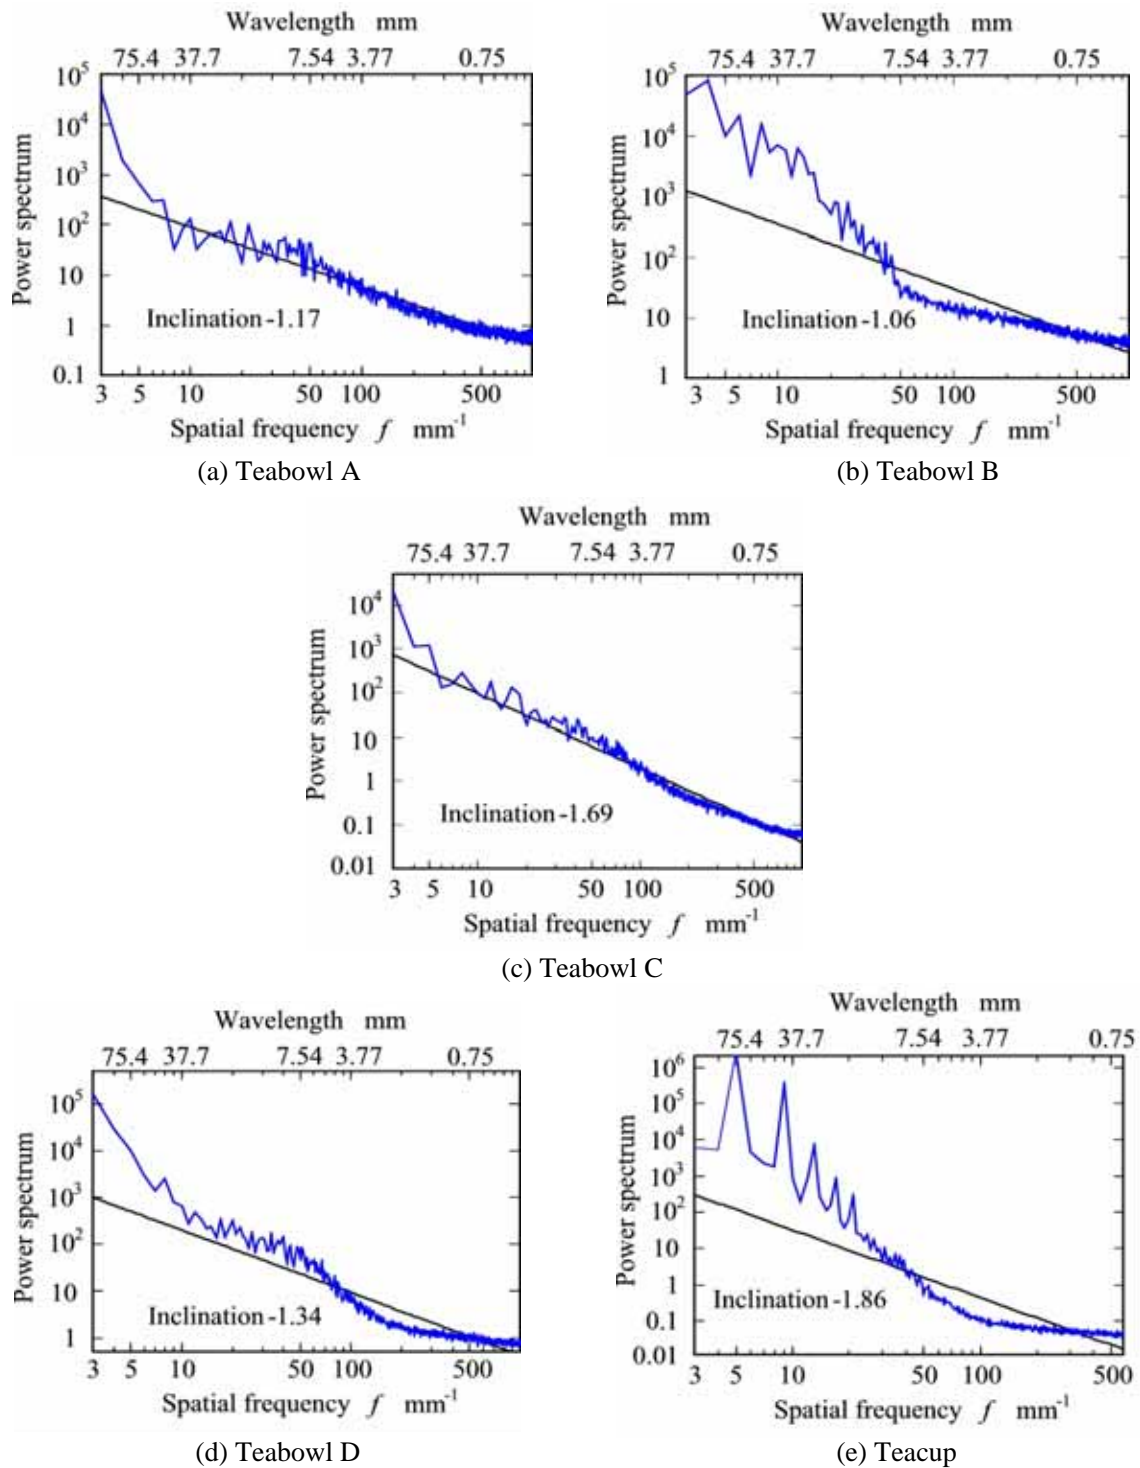 Wavelength mm
75.4 37.7 7.54 3.77 0.75
10^5
10^4
10^3
10^2
10
1
0.1
Power spectrum
Inclination -1.17
3 5 10 50 100 500
Spatial frequency f mm^-1
(a) Teabowl A
Wavelength mm
75.4 37.7 7.54 3.77 0.75
10^5
10^4
10^3
10^2
10
1
Power spectrum
Inclination -1.06
3 5 10 50 100 500
Spatial frequency f mm^-1
(b) Teabowl B
Wavelength mm
75.4 37.7 7.54 3.77 0.75
10^4
10^3
10^2
10
1
0.1
0.01
Power spectrum
Inclination -1.69
3 5 10 50 100 500
Spatial frequency f mm^-1
(c) Teabowl C
Wavelength mm
75.4 37.7 7.54 3.77 0.75
10^5
10^4
10^3
10^2
10
1
Power spectrum
Inclination -1.34
3 5 10 50 100 500
Spatial frequency f mm^-1
(d) Teabowl D
Wavelength mm
75.4 37.7 7.54 3.77 0.75
10^6
10^5
10^4
10^3
10^2
10
1
0.1
0.01
Power spectrum
Inclination -1.86
3 5 10 50 100 500
Spatial frequency f mm^-1
(e) Teacup